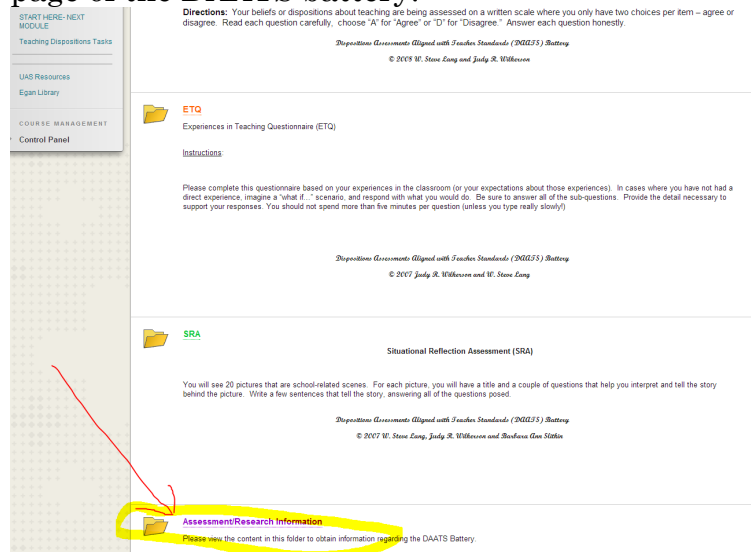 page of the DAATS battery.
START HERE- NEXT
MODULE
Teaching Dispositions Tasks
UAS Resources
Egan Library
COURSE MANAGEMENT
Control Panel
Directions: Your beliefs or dispositions about teaching are being assessed on a written scale where you only have two choices per item – agree or
disagree. Read each question carefully, choose "A" for "Agree" or "D" for "Disagree." Answer each question honestly.
Dispositions Assessments Aligned with Teacher Standards (DAATS) Battery
© 2008 W. Steve Lang and Judy R. Wilkerson
ETQ
Experiences in Teaching Questionnaire (ETQ)
Instructions:
Please complete this questionnaire based on your experiences in the classroom (or your expectations about those experiences). In cases where you have not had a
direct experience, imagine a "what if..." scenario, and respond with what you would do. Be sure to answer all of the sub-questions. Provide the detail necessary to
support your responses. You should not spend more than five minutes per question (unless you type really slowly!)
Dispositions Assessments Aligned with Teacher Standards (DAATS) Battery
© 2007 Judy R. Wilkerson and W. Steve Lang
SRA
Situational Reflection Assessment (SRA)
You will see 20 pictures that are school-related scenes. For each picture, you will have a title and a couple of questions that help you interpret and tell the story
behind the picture. Write a few sentences that tell the story, answering all of the questions posed.
Dispositions Assessments Aligned with Teacher Standards (DAATS) Battery
© 2007 W. Steve Lang, Judy R. Wilkerson and Barbara Ann Slitkin
Assessment/Research Information
Please view the content in this folder to obtain information regarding the DAATS Battery.